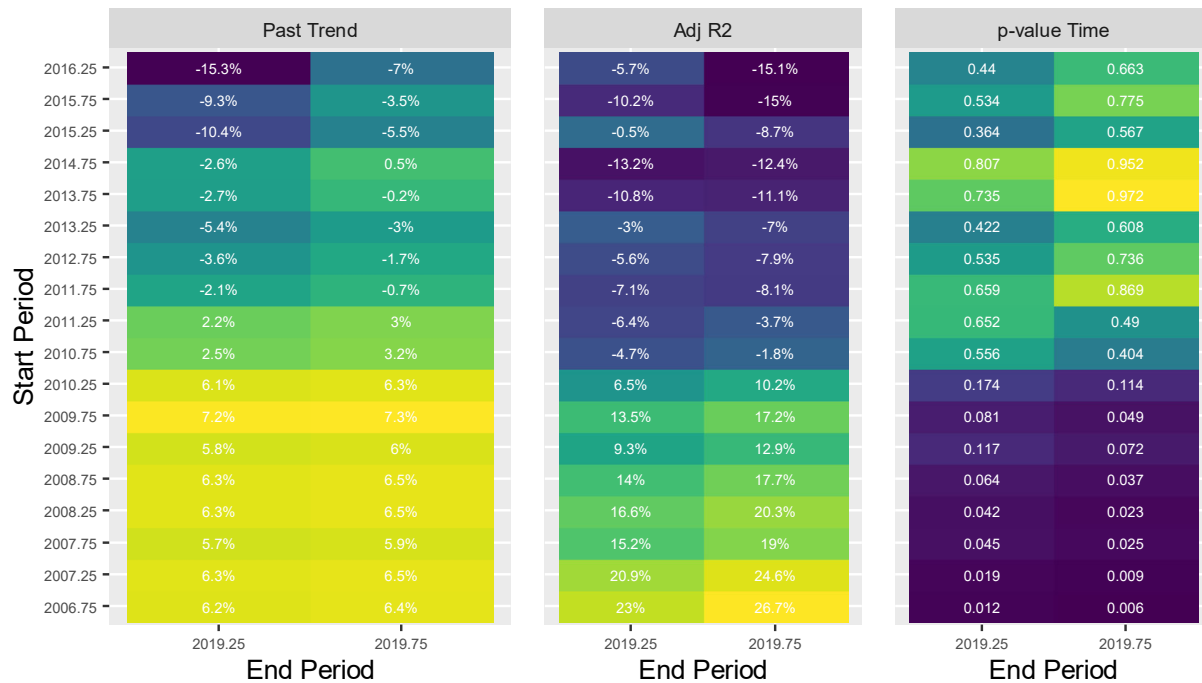 Past Trend Adj R2 p-value Time
2016.25 -15.3% -7% -5.7% -15.1% 0.44 0.663
2015.75 -9.3% -3.5% -10.2% -15% 0.534 0.775
2015.25 -10.4% -5.5% -0.5% -8.7% 0.364 0.567
2014.75 -2.6% 0.5% -13.2% -12.4% 0.807 0.952
2013.75 -2.7% -0.2% -10.8% -11.1% 0.735 0.972
2013.25 -5.4% -3% -3% -7% 0.422 0.608
2012.75 -3.6% -1.7% -5.6% -7.9% 0.535 0.736
2011.75 -2.1% -0.7% -7.1% -8.1% 0.659 0.869
2011.25 2.2% 3% -6.4% -3.7% 0.652 0.49
2010.75 2.5% 3.2% -4.7% -1.8% 0.556 0.404
2010.25 6.1% 6.3% 6.5% 10.2% 0.174 0.114
2009.75 7.2% 7.3% 13.5% 17.2% 0.081 0.049
2009.25 5.8% 6% 9.3% 12.9% 0.117 0.072
2008.75 6.3% 6.5% 14% 17.7% 0.064 0.037
2008.25 6.3% 6.5% 16.6% 20.3% 0.042 0.023
2007.75 5.7% 5.9% 15.2% 19% 0.045 0.025
2007.25 6.3% 6.5% 20.9% 24.6% 0.019 0.009
2006.75 6.2% 6.4% 23% 26.7% 0.012 0.006
Start Period
2019.25 2019.75 2019.25 2019.75 2019.25 2019.75
End Period End Period End Period